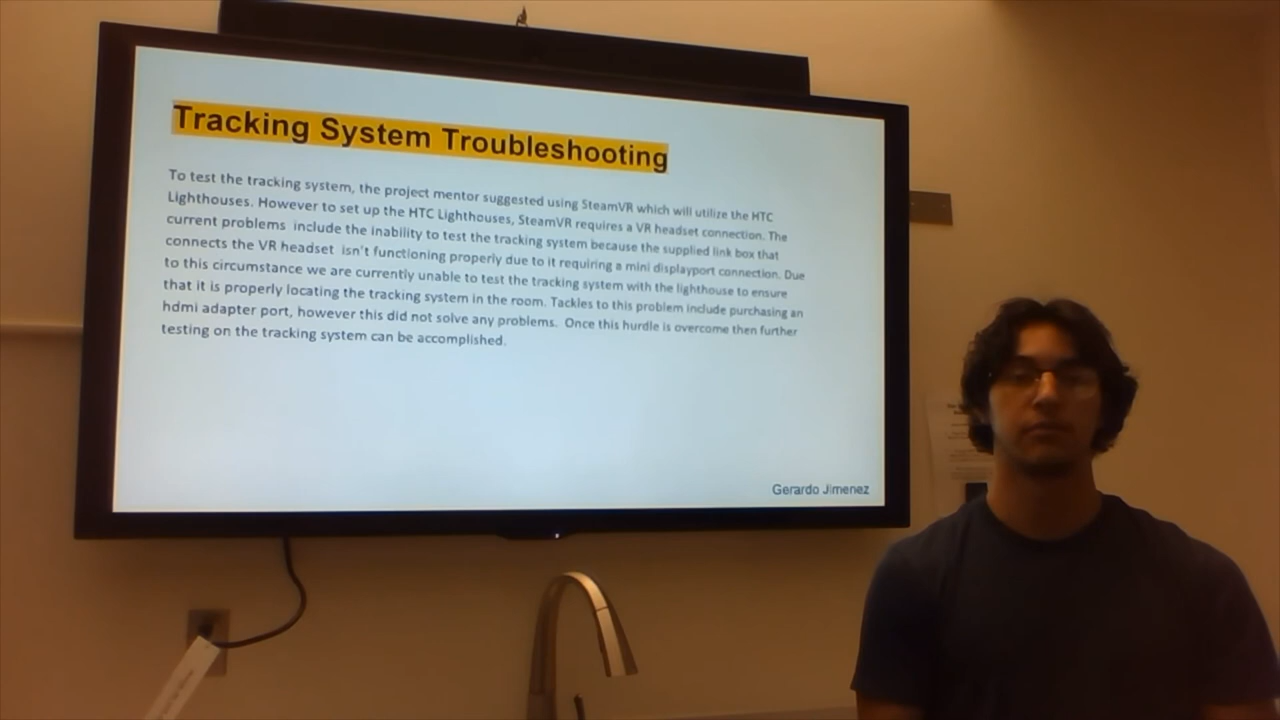 Tracking System Troubleshooting
To test the tracking system, the project mentor suggested using SteamVR which will utilize the HTC
Lighthouses. However to set up the HTC Lighthouses, SteamVR requires a VR headset connection. The
current problems include the inability to test the tracking system because the supplied link box that
connects the VR headset isn't functioning properly due to it requiring a mini displayport connection. Due
to this circumstance we are currently unable to test the tracking system with the lighthouse to ensure
that it is properly locating the tracking system in the room. Tackles to this problem include purchasing an
hdmi adapter port, however this did not solve any problems. Once this hurdle is overcome then further
testing on the tracking system can be accomplished.
Gerardo Jimenez